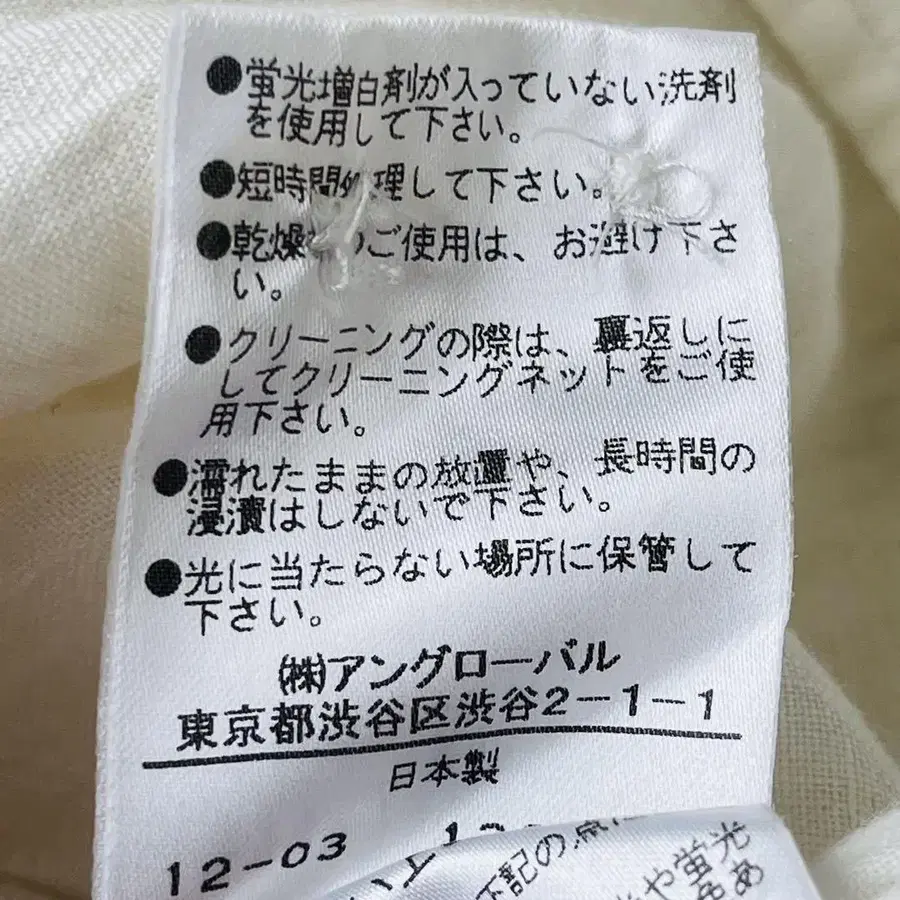 ●蛍光増白剤が入っていない洗剤
を使用して下さい。
●短時間処理して下さい。
●乾燥 のご使用は、お避け下さ
い。
●クリーニングの際は、裏返しに
してクリーニングネットをご使
用下さい。
●濡れたままの放置や、長時間の
浸漬はしないで下さい。
●光に当たらない場所に保管して
下さい。
(株)アングローバル
東京都渋谷区渋谷2-1-1
日本製
12-03
下記の
や蛍光
あ